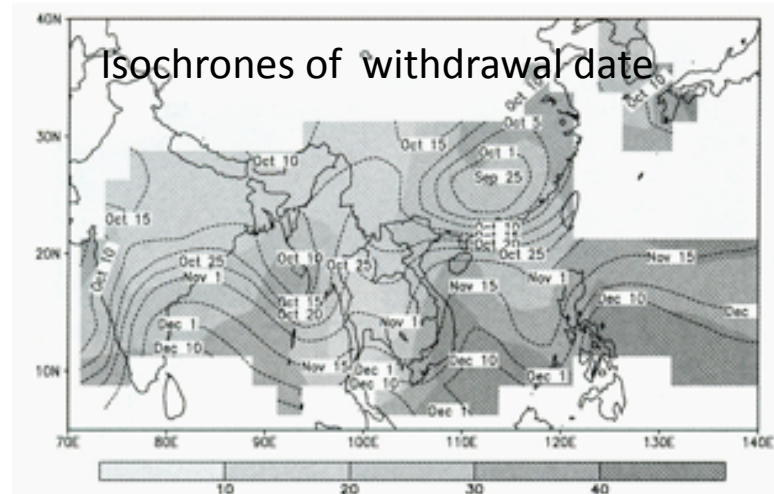 40N
Isochrones of withdrawal date
Oct 10
Oct 10
Oct 5
30N
Oct 15
Oct 1
Oct 10
Sep 25
Oct 15
20N
Oct 10
Oct 25
Nov 1
Oct 10
Oct 25
Oct 10
Oct 20
Oct 25
Nov 15
Nov 1
Nov 15
Dec 10
Dec
Oct 15
Oct 20
Dec 1
Nov 1
Dec 10
10N
Nov 15
Dec 1
Dec 10
Dec 10
Dec 1
Dec 1
70E 80E 90E 100E 110E 120E 130E 140E
10 20 30 40